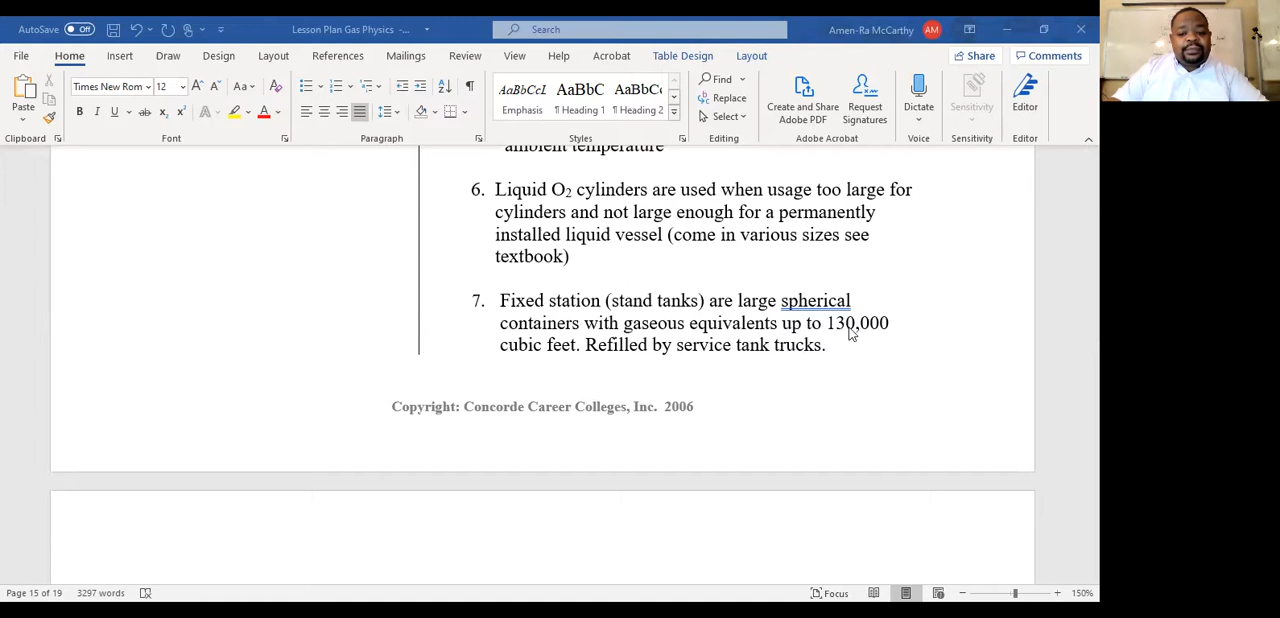 AutoSave Off Lesson Plan Gas Physics -... Search Amen-Ra McCarthy AM
File Home Insert Draw Design Layout References Mailings Review View Help Acrobat Table Design Layout Share Comments
Paste
Clipboard
Times New Rom 12
Font
Paragraph
AaBbCcL AaBbC AaBbCc
Emphasis ¶ Heading 1 ¶ Heading 2
Styles
Find
Replace
Select
Editing
Create and Share
Adobe PDF
Request
Signatures
Adobe Acrobat
Dictate
Voice
Sensitivity
Sensitivity
Editor
Editor
ambient temperature
6. Liquid O2 cylinders are used when usage too large for
cylinders and not large enough for a permanently
installed liquid vessel (come in various sizes see
textbook)
7. Fixed station (stand tanks) are large spherical
containers with gaseous equivalents up to 130,000
cubic feet. Refilled by service tank trucks.
Copyright: Concorde Career Colleges, Inc. 2006
Page 15 of 19 3297 words Focus 150%